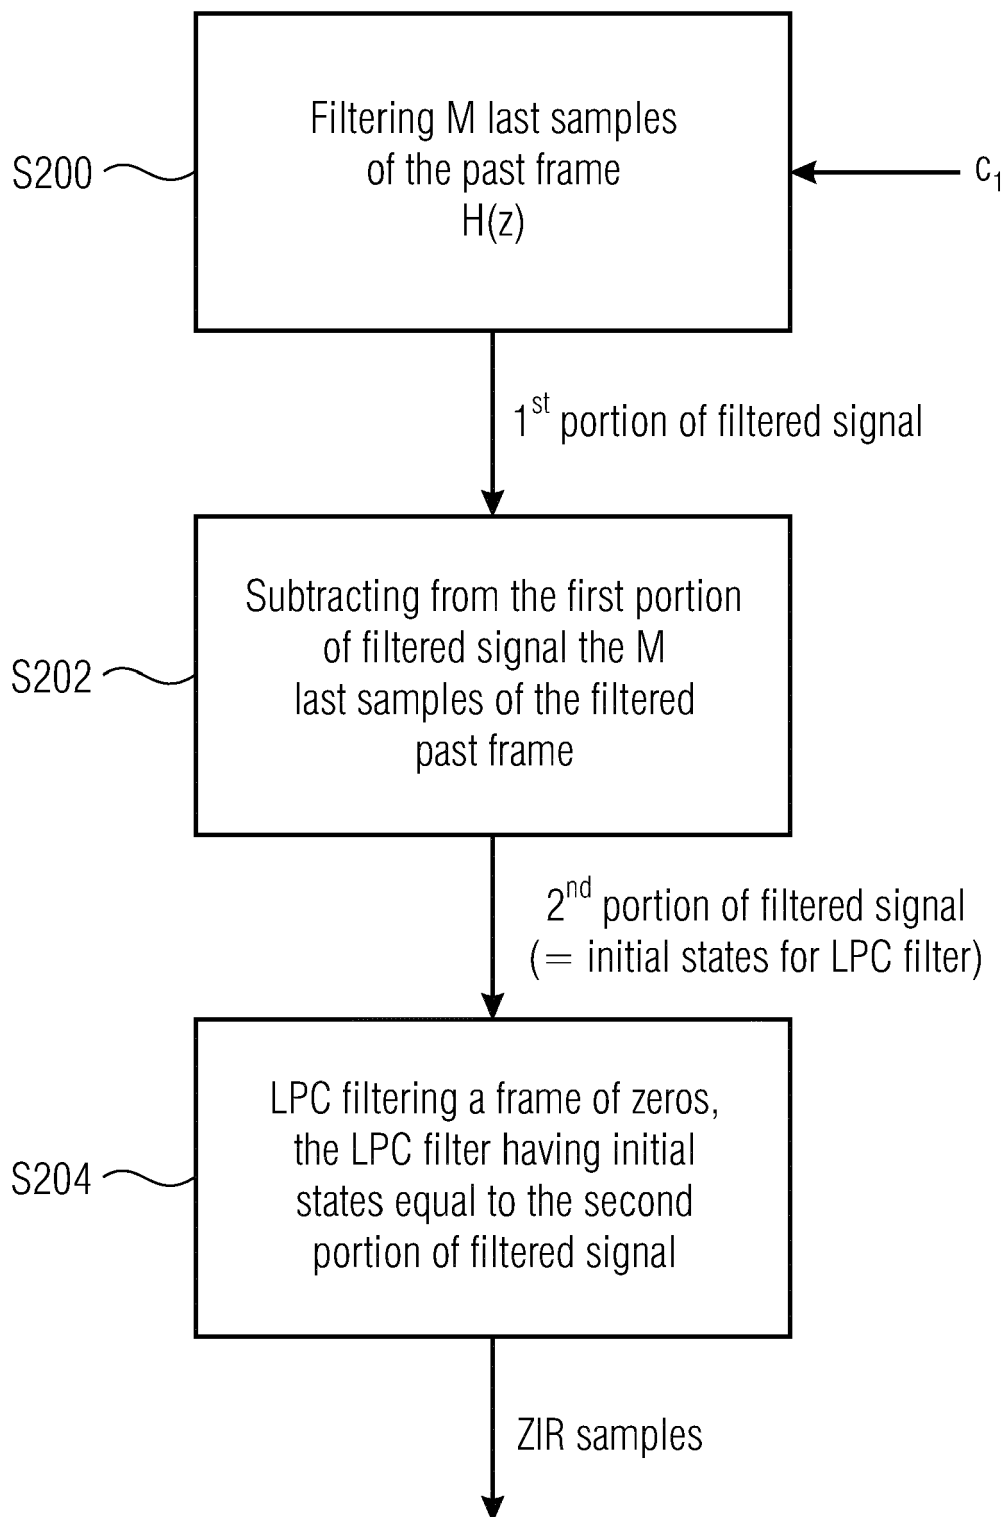 Filtering M last samples
of the past frame
H(z)
S200
c1
1st portion of filtered signal
Subtracting from the first portion
of filtered signal the M
last samples of the filtered
past frame
S202
2nd portion of filtered signal
(= initial states for LPC filter)
LPC filtering a frame of zeros,
the LPC filter having initial
states equal to the second
portion of filtered signal
S204
ZIR samples